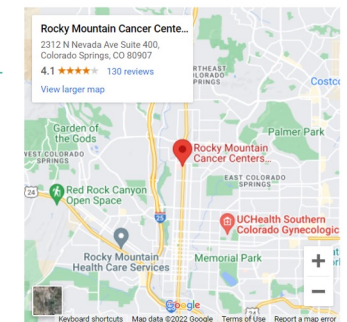 Rocky Mountain Cancer Cente...
2312 N Nevada Ave Suite 400,
Colorado Springs, CO 80907
4.1 ★★★★★ 130 reviews
View larger map
RTHEAST
LORADO
PRINGS
Costco
Garden of
the Gods
Palmer Park
WEST COLORADO
SPRINGS
Rocky Mountain
Cancer Centers...
EAST COLORADO
SPRINGS
24
Red Rock Canyon
Open Space
25
UCHealth Southern
Colorado Gynecologic
Rocky Mountain
Health Care Services
Memorial Park
+
−
Google
Keyboard shortcuts Map data ©2022 Google Terms of Use Report a map error